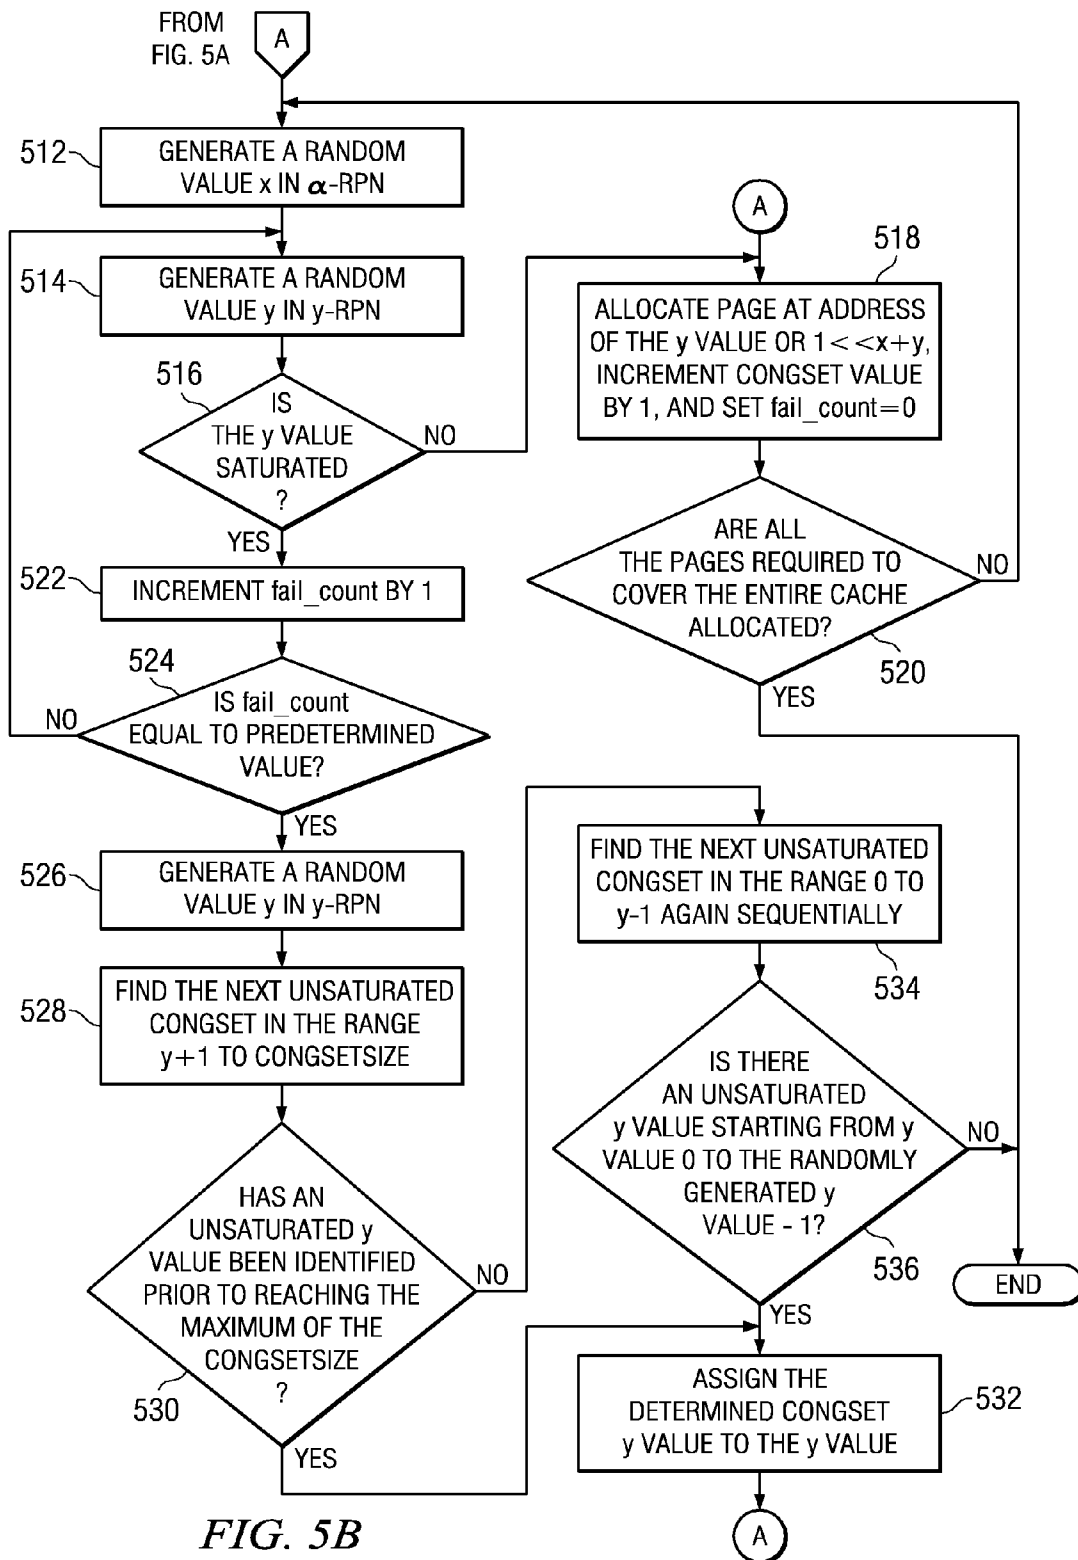 FROM
FIG. 5A
A
512
GENERATE A RANDOM
VALUE x IN α-RPN
514
GENERATE A RANDOM
VALUE y IN y-RPN
516
IS
THE y VALUE
SATURATED
?
NO
YES
A
518
ALLOCATE PAGE AT ADDRESS
OF THE y VALUE OR 1<<x+y,
INCREMENT CONGSET VALUE
BY 1, AND SET fail_count=0
ARE ALL
THE PAGES REQUIRED TO
COVER THE ENTIRE CACHE
ALLOCATED?
NO
520
YES
522
INCREMENT fail_count BY 1
524
IS fail_count
EQUAL TO PREDETERMINED
VALUE?
NO
YES
526
GENERATE A RANDOM
VALUE y IN y-RPN
528
FIND THE NEXT UNSATURATED
CONGSET IN THE RANGE
y+1 TO CONGSETSIZE
HAS AN
UNSATURATED y
VALUE BEEN IDENTIFIED
PRIOR TO REACHING THE
MAXIMUM OF THE
CONGSETSIZE
?
NO
530
YES
FIND THE NEXT UNSATURATED
CONGSET IN THE RANGE 0 TO
y-1 AGAIN SEQUENTIALLY
534
IS THERE
AN UNSATURATED
y VALUE STARTING FROM y
VALUE 0 TO THE RANDOMLY
GENERATED y
VALUE - 1?
NO
536
YES
END
ASSIGN THE
DETERMINED CONGSET
y VALUE TO THE y VALUE
532
A
FIG. 5B